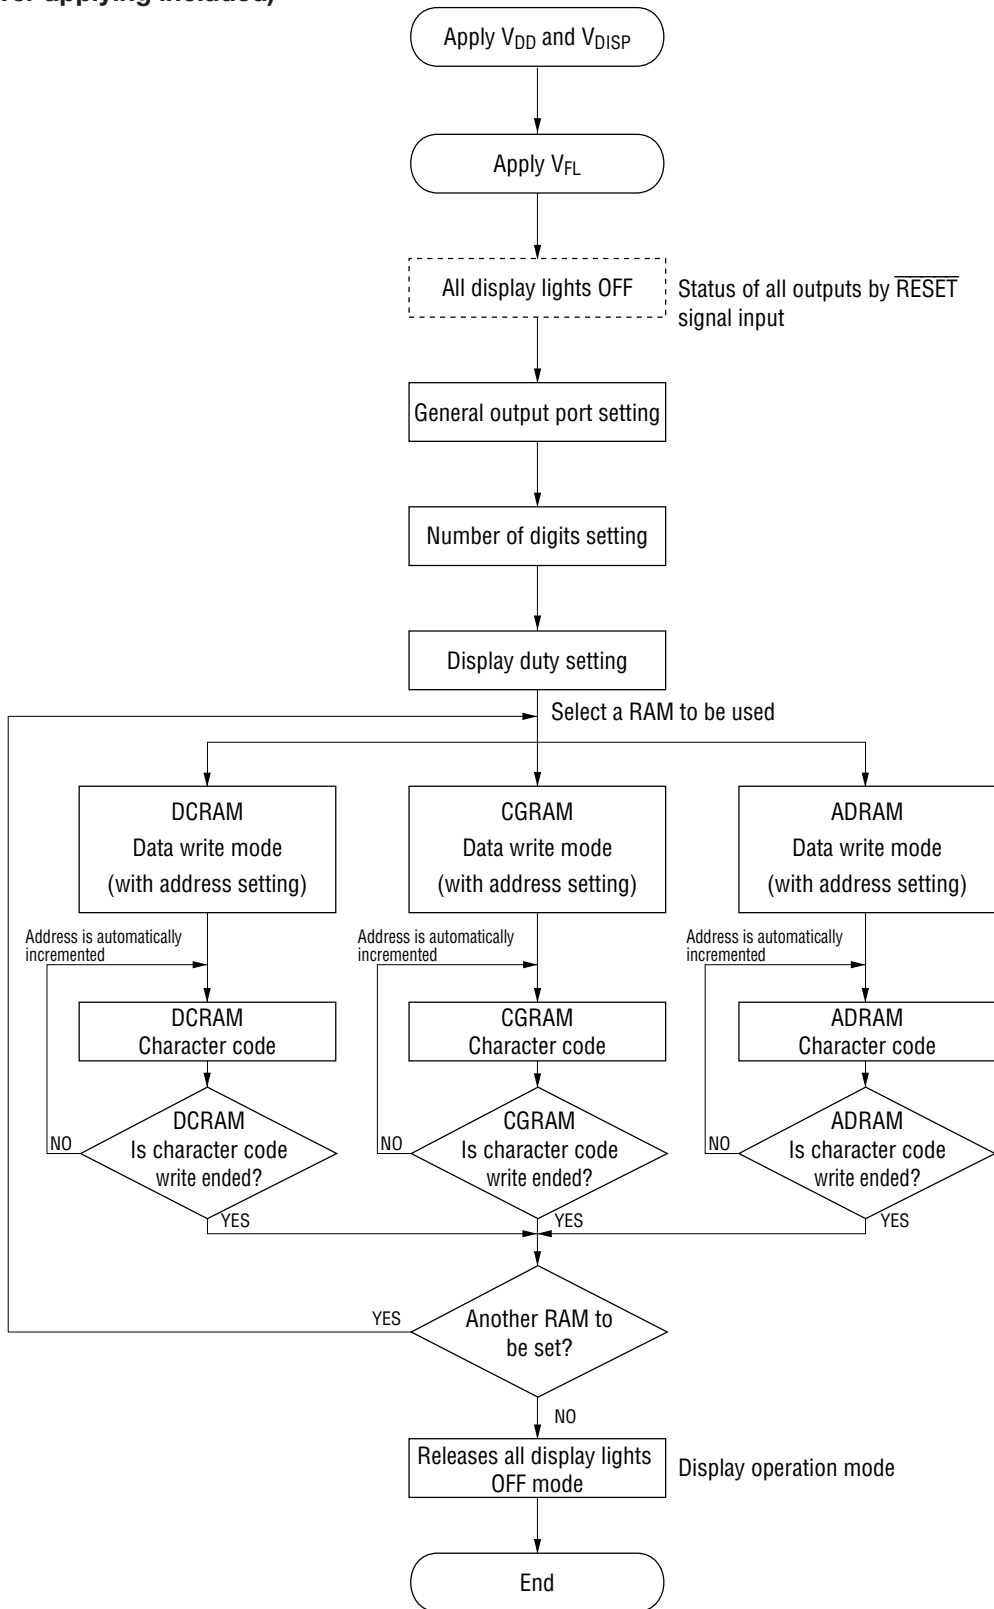 applying included)
Apply VDD and VDISP
Apply VFL
All display lights OFF
Status of all outputs by RESET
signal input
General output port setting
Number of digits setting
Display duty setting
Select a RAM to be used
DCRAM
Data write mode
(with address setting)
CGRAM
Data write mode
(with address setting)
ADRAM
Data write mode
(with address setting)
Address is automatically
incremented
Address is automatically
incremented
Address is automatically
incremented
DCRAM
Character code
CGRAM
Character code
ADRAM
Character code
DCRAM
Is character code
write ended?
NO
YES
CGRAM
Is character code
write ended?
NO
YES
ADRAM
Is character code
write ended?
NO
YES
Another RAM to
be set?
YES
NO
Releases all display lights
OFF mode
Display operation mode
End